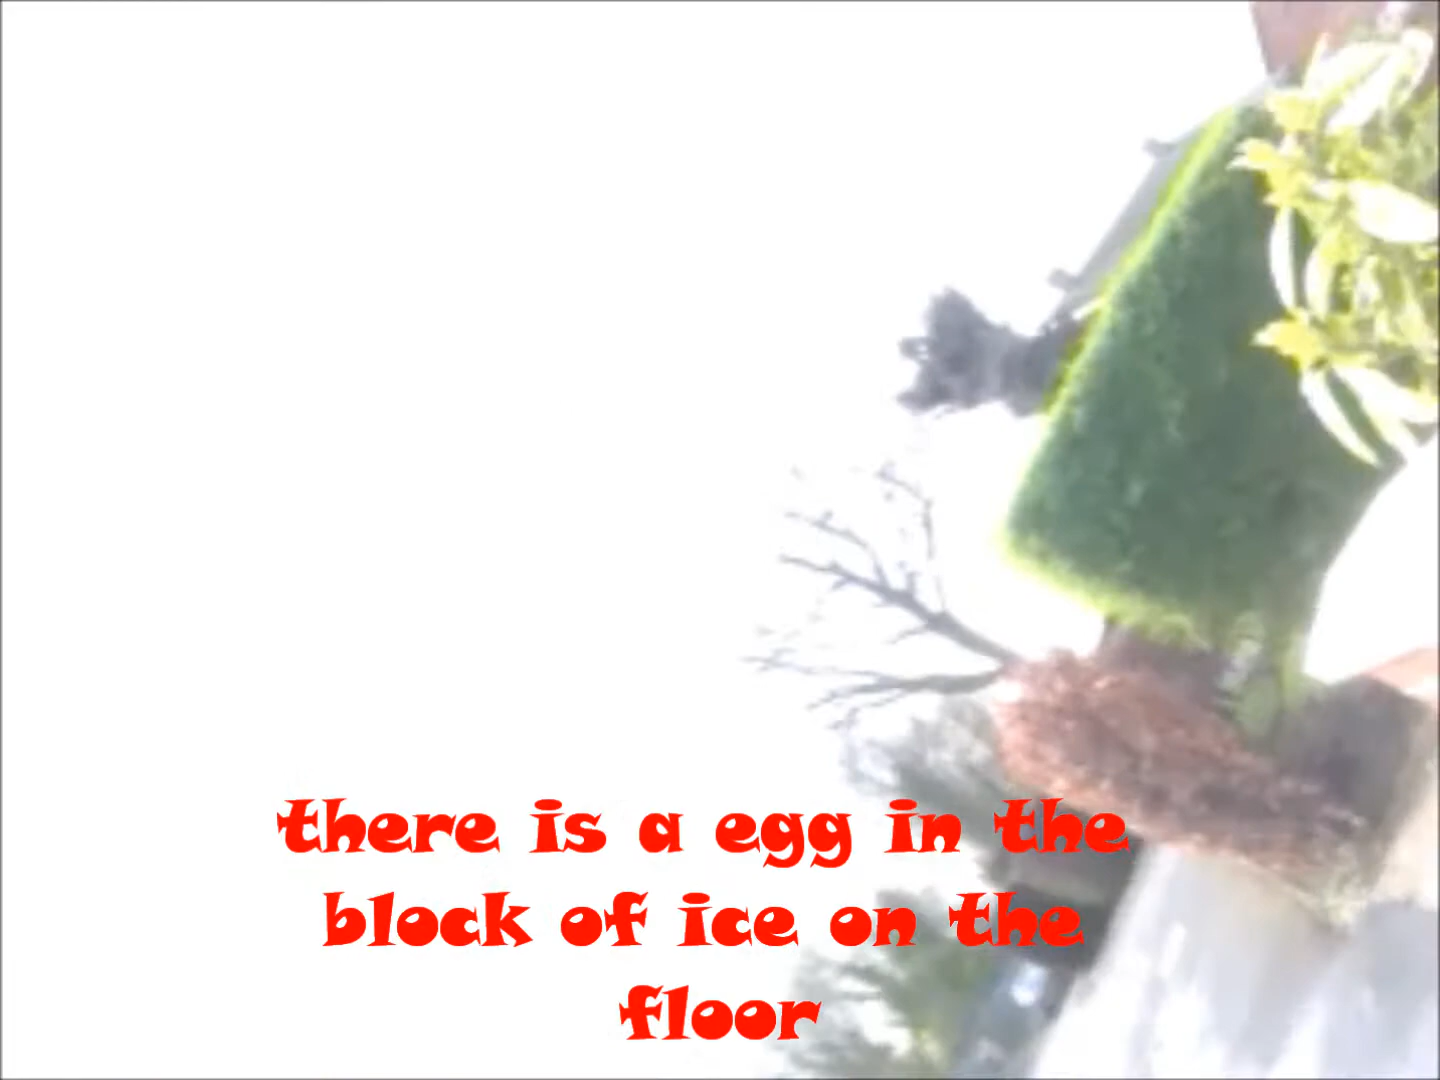 there is a egg in the
block of ice on the
floor